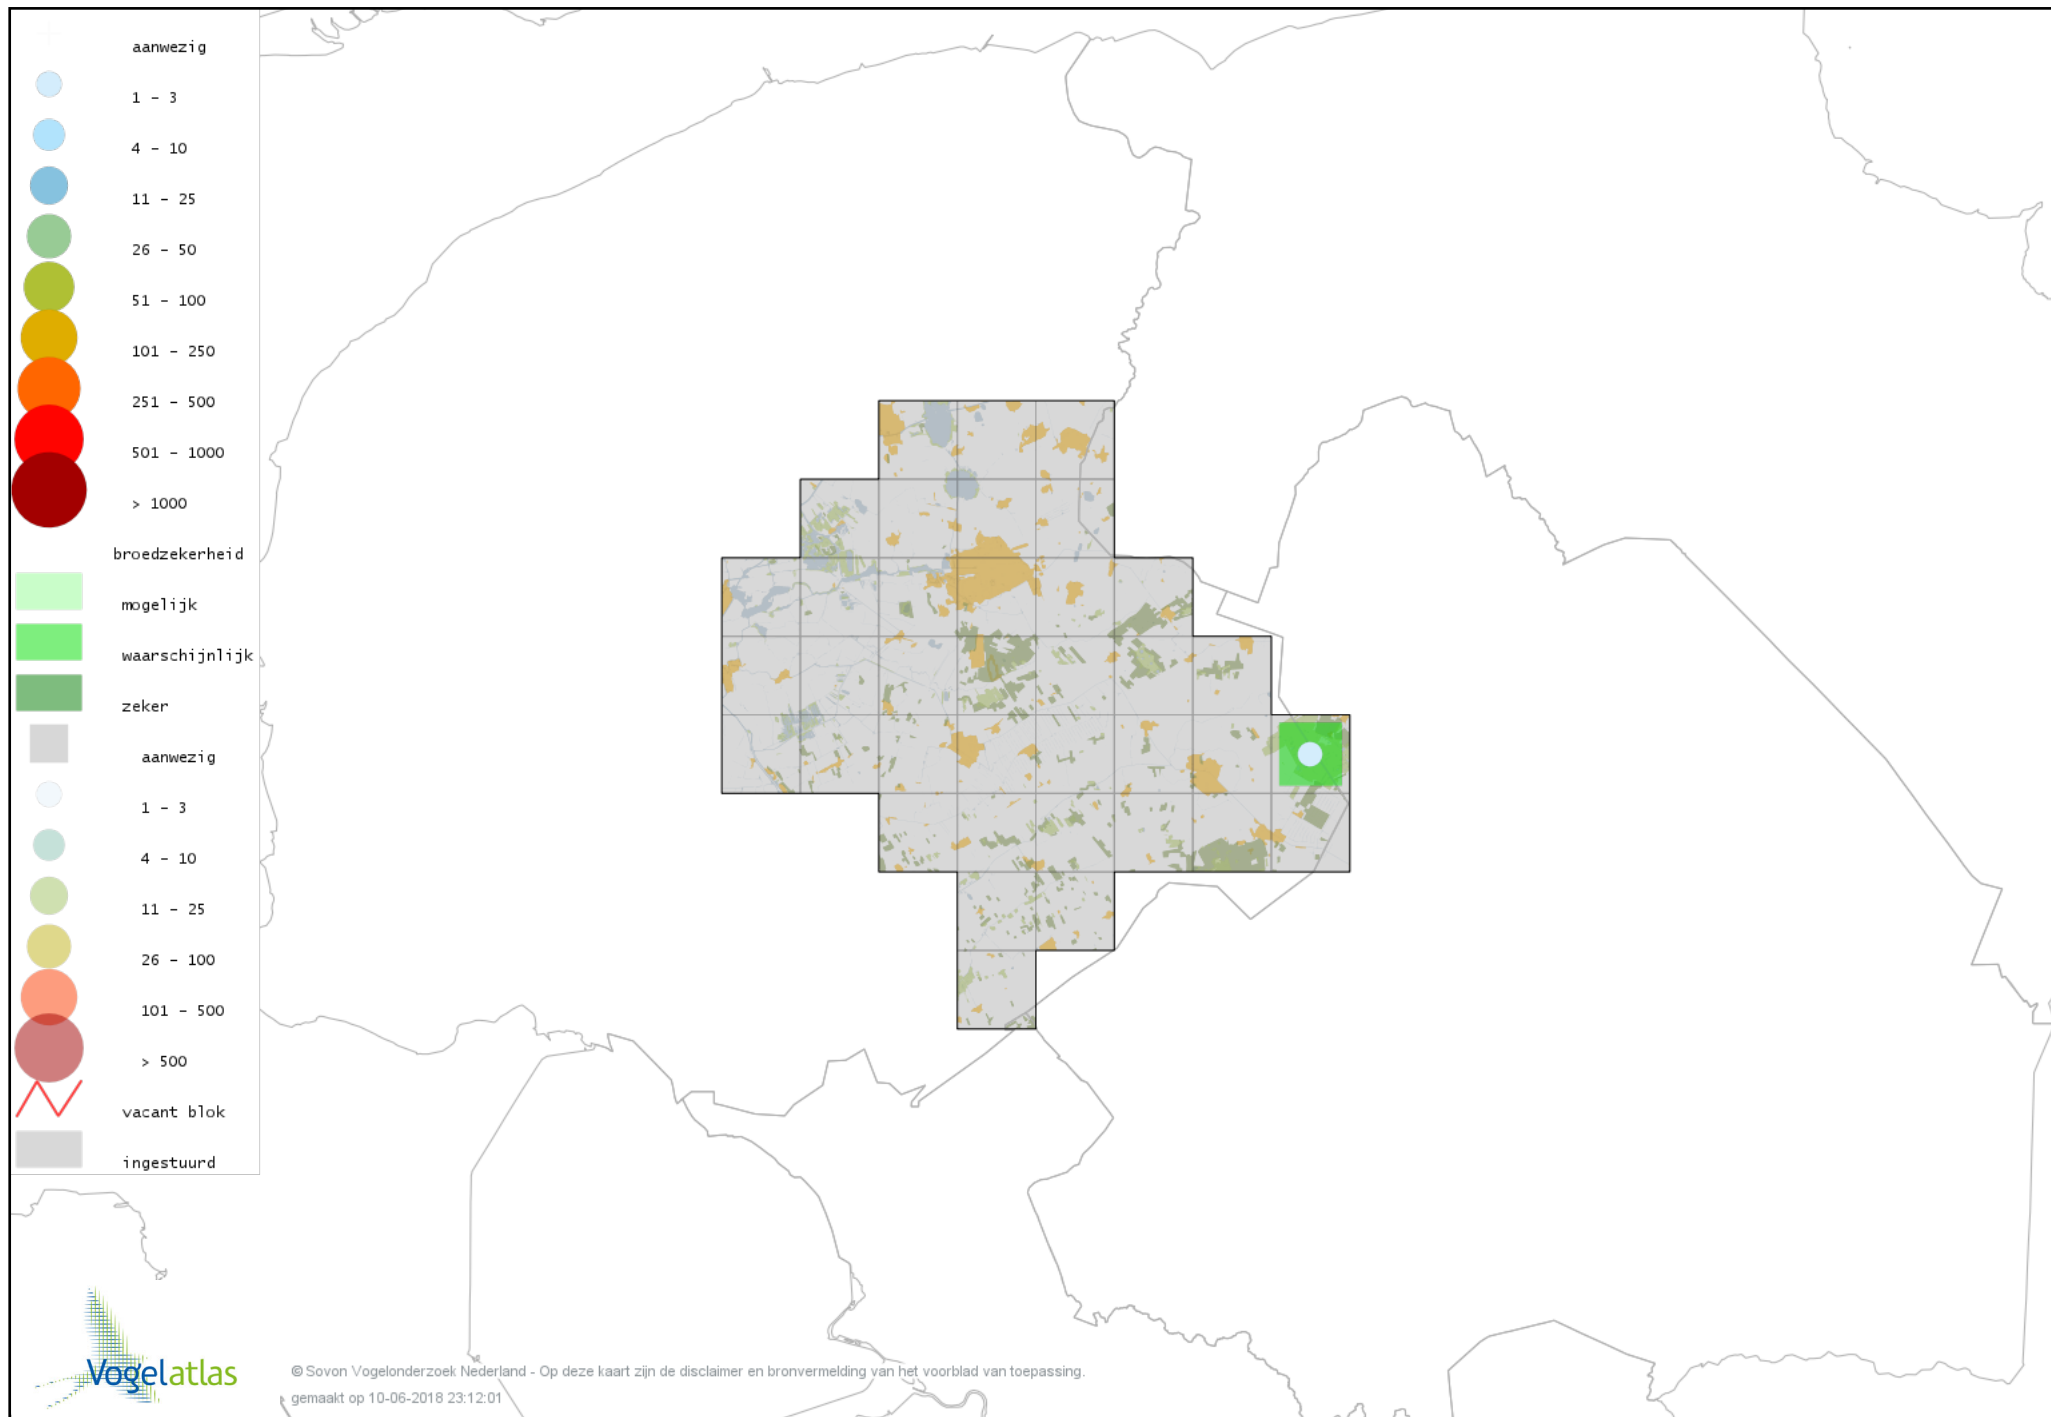 aanwezig
1 - 3
4 - 10
11 - 25
26 - 50
51 - 100
101 - 250
251 - 500
501 - 1000
> 1000
broedzekerheid
mogelijk
waarschijnlijk
zeker
aanwezig
1 - 3
4 - 10
11 - 25
26 - 100
101 - 500
> 500
vacant blok
ingestuurd
Vogelatlas
© Sovon Vogelonderzoek Nederland - Op deze kaart zijn de disclaimer en bronvermelding van het voorblad van toepassing.
gemaakt op 10-06-2018 23:12:01